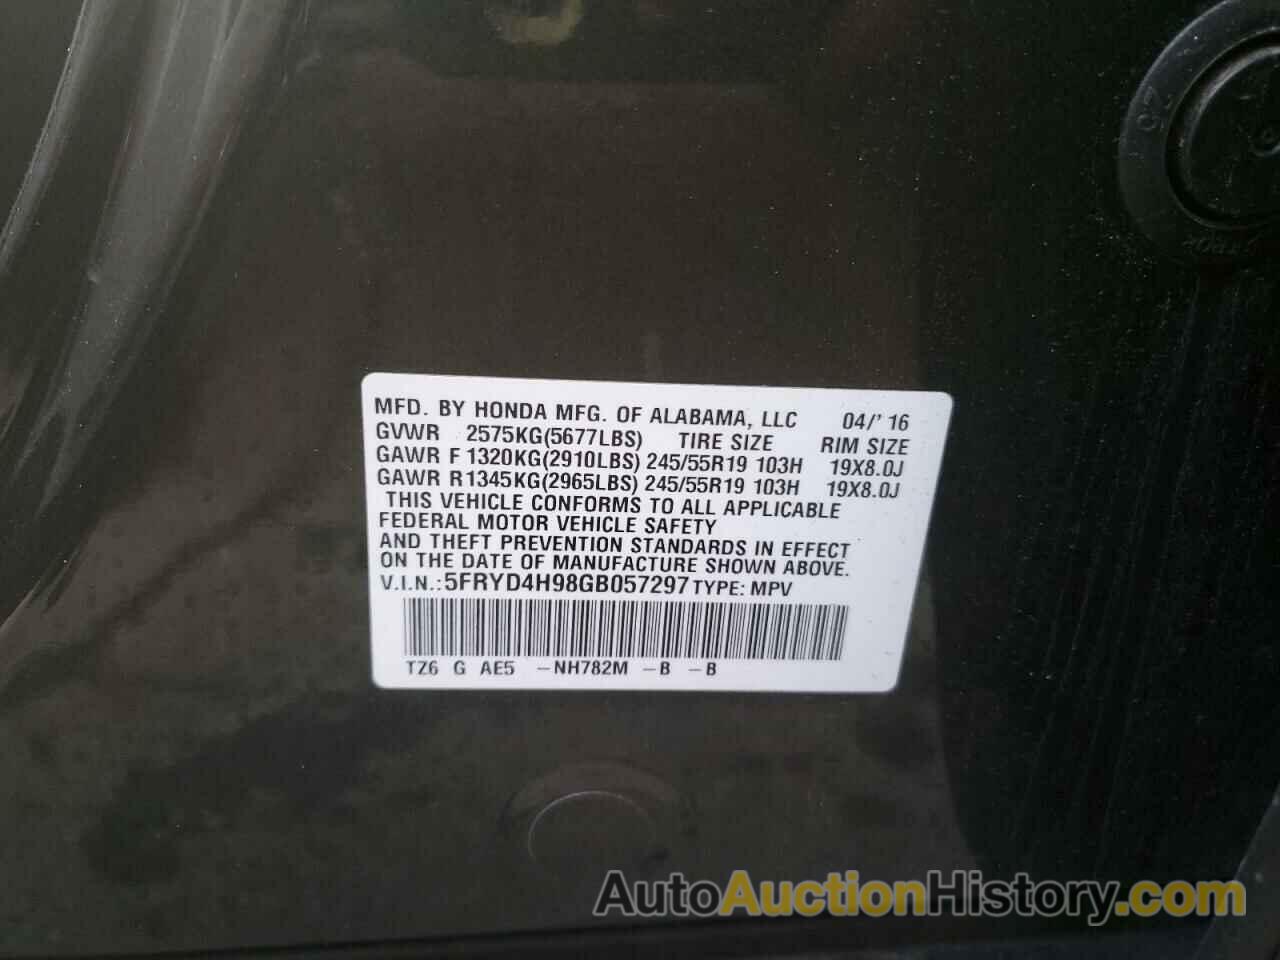 MFD. BY HONDA MFG. OF ALABAMA, LLC 04/'16
GVWR 2575KG(5677LBS) TIRE SIZE RIM SIZE
GAWR F 1320KG(2910LBS) 245/55R19 103H 19X8.0J
GAWR R1345KG(2965LBS) 245/55R19 103H 19X8.0J
THIS VEHICLE CONFORMS TO ALL APPLICABLE
FEDERAL MOTOR VEHICLE SAFETY
AND THEFT PREVENTION STANDARDS IN EFFECT
ON THE DATE OF MANUFACTURE SHOWN ABOVE.
V.I.N.:5FRYD4H98GB057297 TYPE: MPV
TZ6 G AE5 -NH782M -B -B
AutoAuctionHistory.com